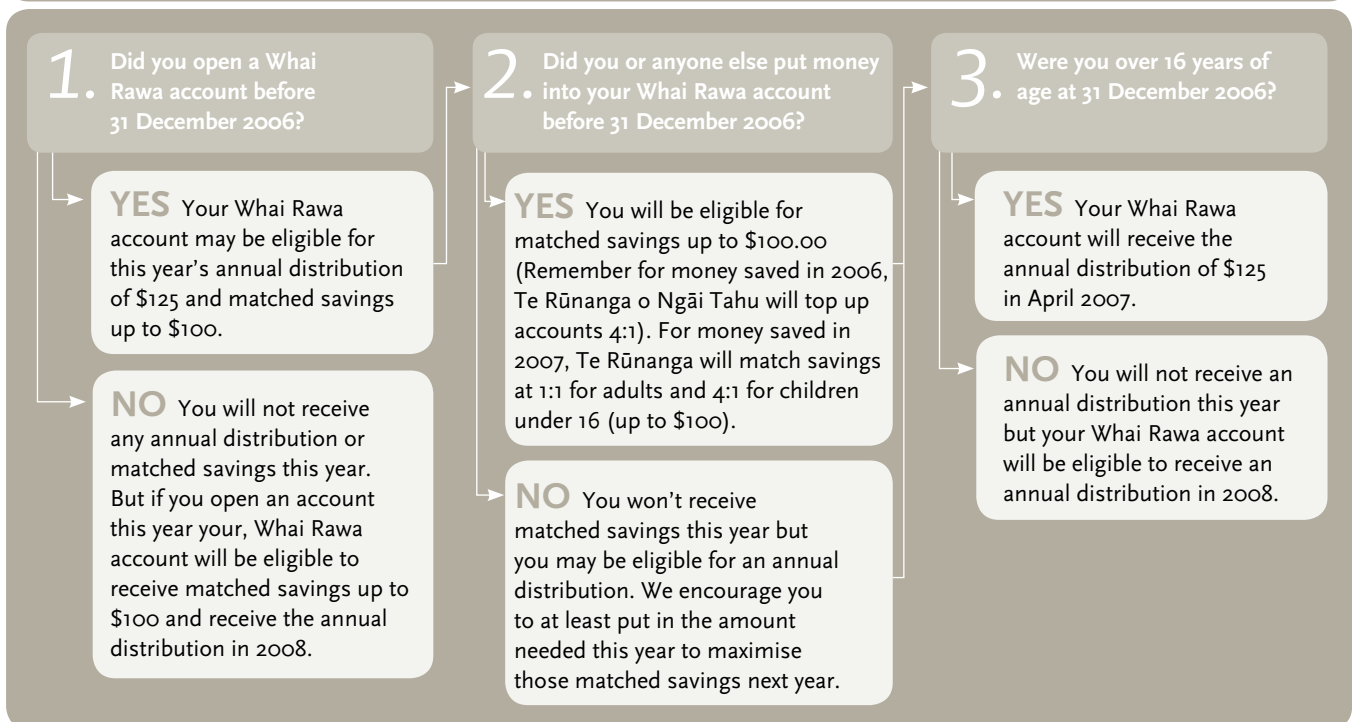 1. Did you open a Whai
Rawa account before
31 December 2006?
YES Your Whai Rawa
account may be eligible for
this year's annual distribution
of $125 and matched savings
up to $100.
NO You will not receive
any annual distribution or
matched savings this year.
But if you open an account
this year your, Whai Rawa
account will be eligible to
receive matched savings up to
$100 and receive the annual
distribution in 2008.
2. Did you or anyone else put money
into your Whai Rawa account
before 31 December 2006?
YES You will be eligible for
matched savings up to $100.00
(Remember for money saved in 2006,
Te Rūnanga o Ngāi Tahu will top up
accounts 4:1). For money saved in
2007, Te Rūnanga will match savings
at 1:1 for adults and 4:1 for children
under 16 (up to $100).
NO You won't receive
matched savings this year but
you may be eligible for an annual
distribution. We encourage you
to at least put in the amount
needed this year to maximise
those matched savings next year.
3. Were you over 16 years of
age at 31 December 2006?
YES Your Whai Rawa
account will receive the
annual distribution of $125
in April 2007.
NO You will not receive an
annual distribution this year
but your Whai Rawa account
will be eligible to receive an
annual distribution in 2008.